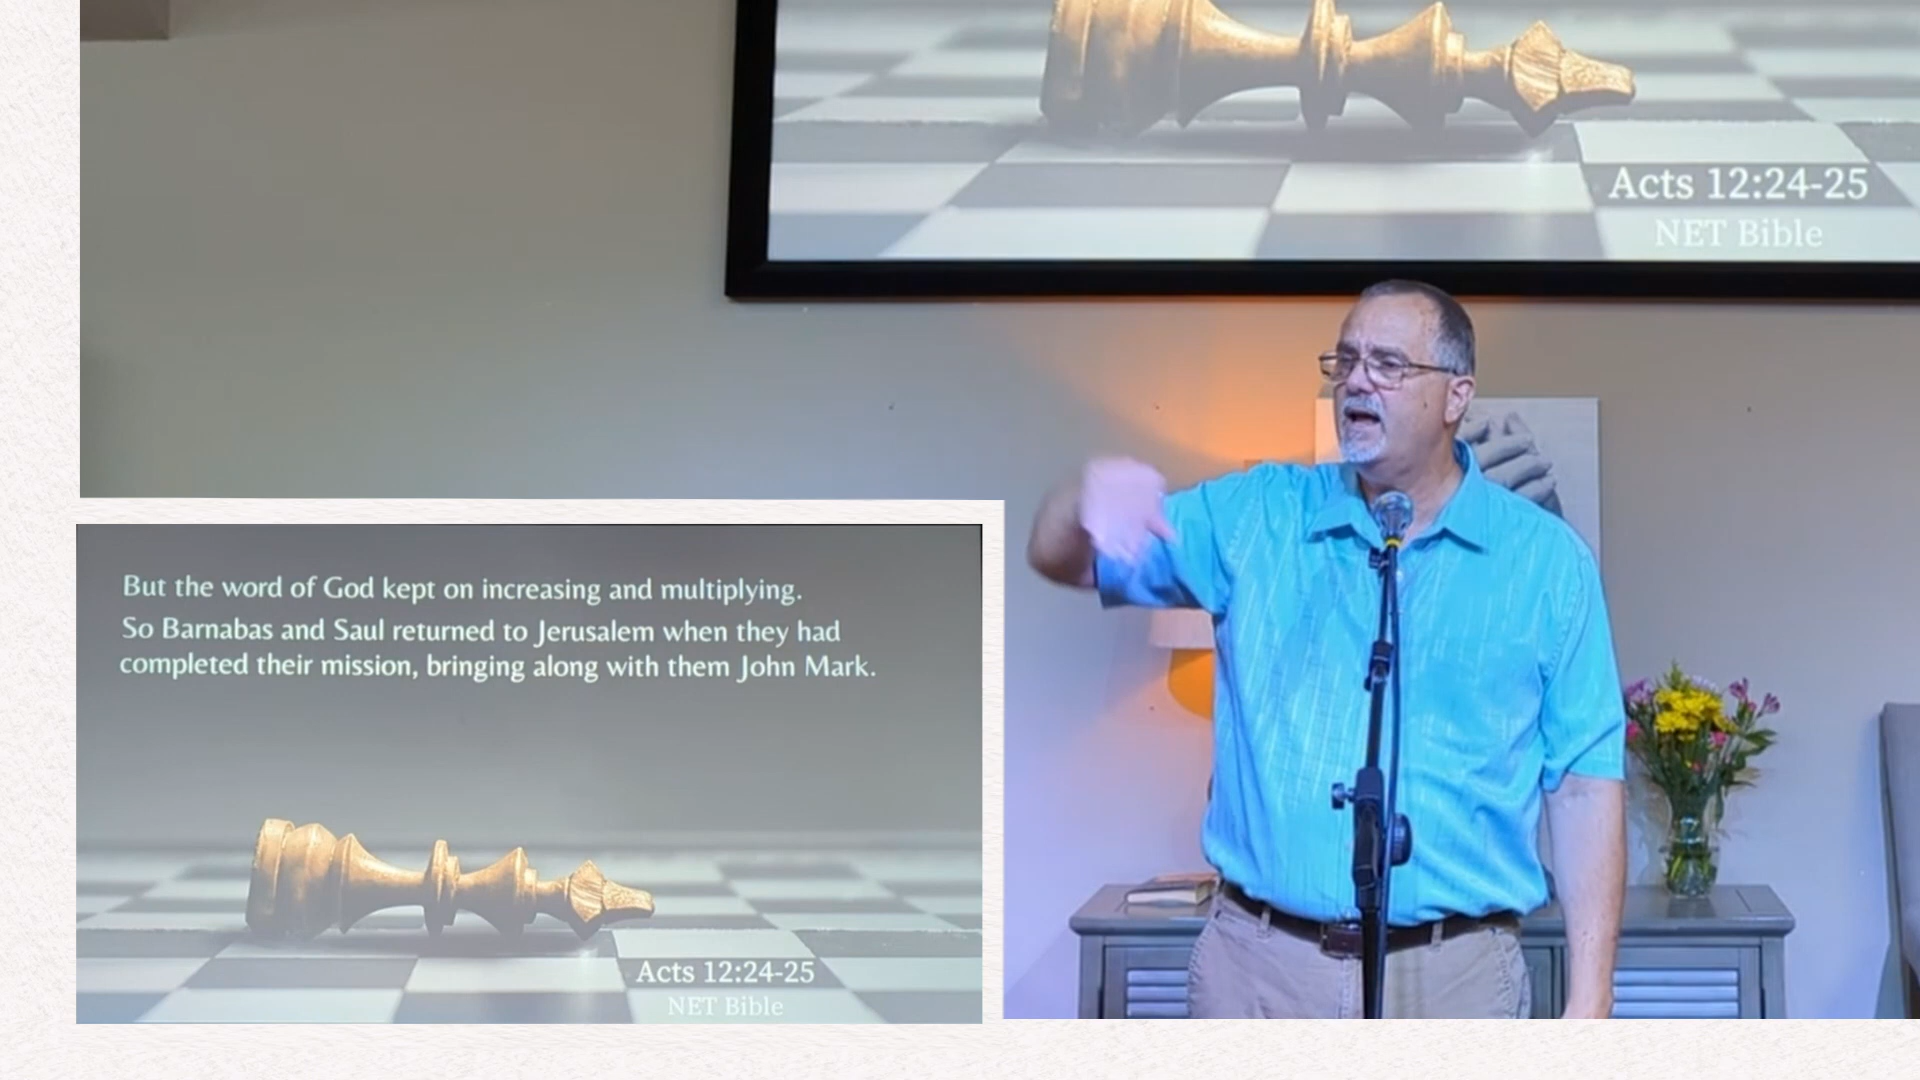 Acts 12:24-25
NET Bible
But the word of God kept on increasing and multiplying.
So Barnabas and Saul returned to Jerusalem when they had
completed their mission, bringing along with them John Mark.
Acts 12:24-25
NET Bible